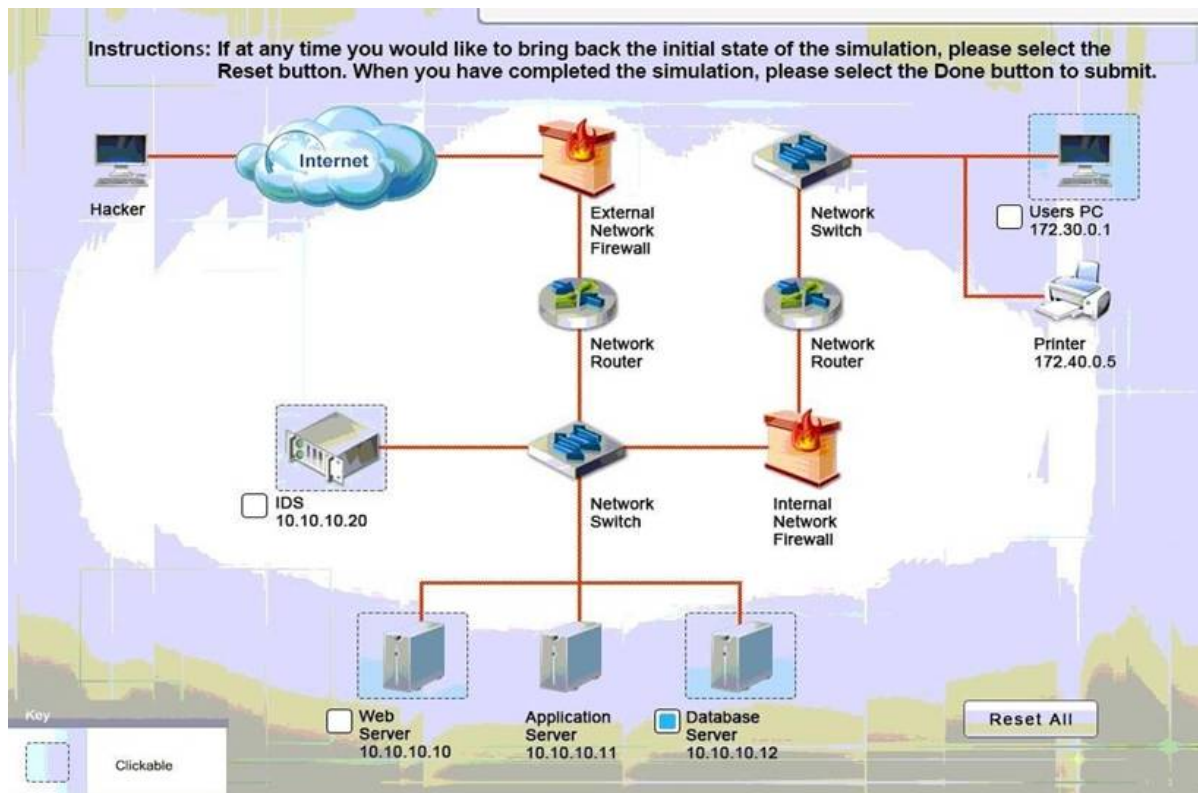 Instructions: If at any time you would like to bring back the initial state of the simulation, please select the
Reset button. When you have completed the simulation, please select the Done button to submit.
Internet
Hacker
External
Network
Firewall
Network
Switch
Users PC
172.30.0.1
Network
Router
Network
Router
Printer
172.40.0.5
IDS
10.10.10.20
Network
Switch
Internal
Network
Firewall
Web
Server
10.10.10.10
Application
Server
10.10.10.11
Database
Server
10.10.10.12
Reset All
Key
Clickable